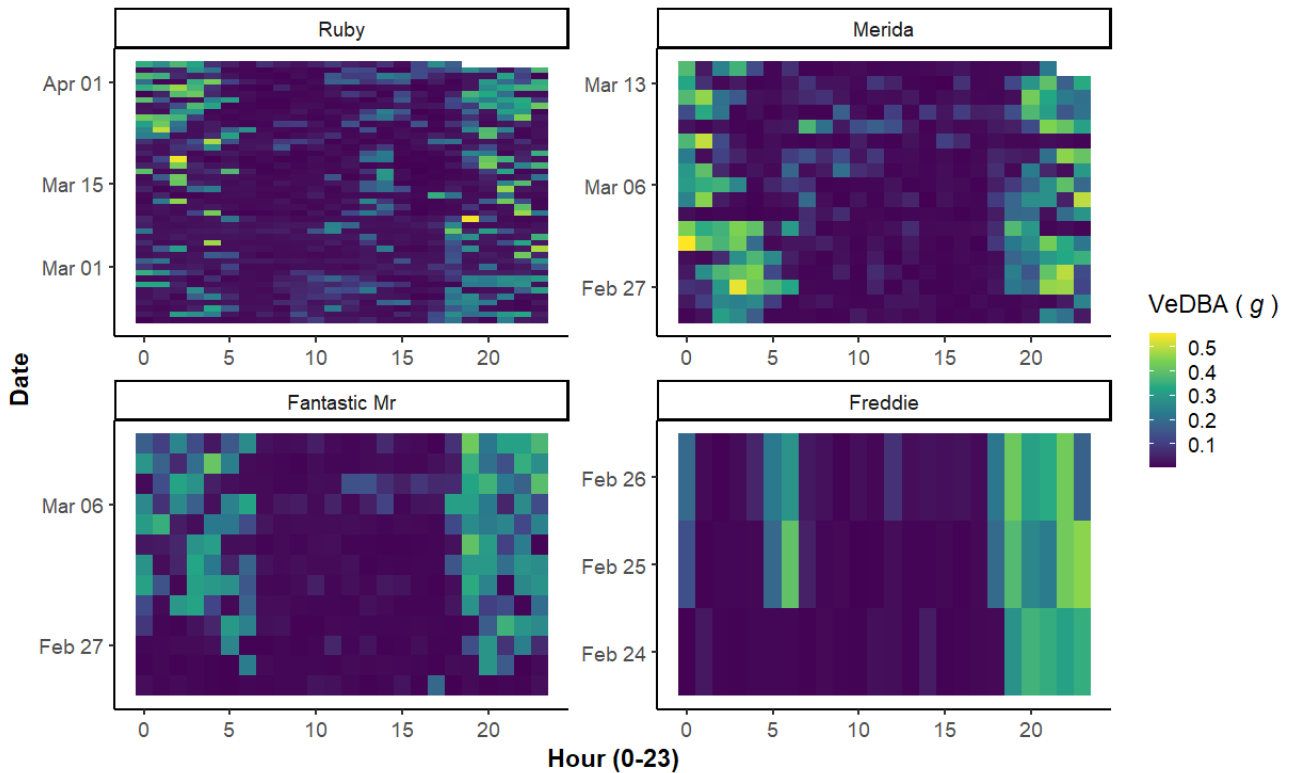 Ruby
Merida
Apr 01
Mar 15
Mar 01
Mar 13
Mar 06
Feb 27
0 5 10 15 20
0 5 10 15 20
Fantastic Mr
Freddie
Mar 06
Feb 27
Feb 26
Feb 25
Feb 24
0 5 10 15 20
0 5 10 15 20
Date
Hour (0-23)
VeDBA ( g )
0.5
0.4
0.3
0.2
0.1